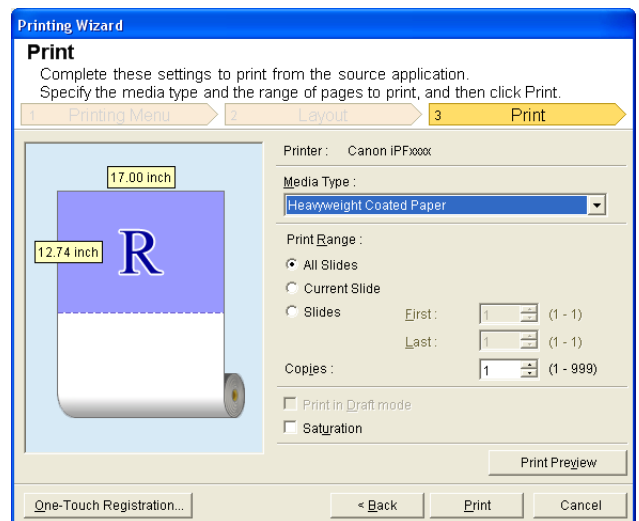 Printing Wizard
Print
Complete these settings to print from the source application.
Specify the media type and the range of pages to print, and then click Print.
1 Printing Menu 2 Layout 3 Print
Printer : Canon iPFxxxx
17.00 inch
Media Type :
Heavyweight Coated Paper
12.74 inch
R
Print Range :
All Slides
Current Slide
Slides First : 1 (1 - 1)
Last : 1 (1 - 1)
Copies : 1 (1 - 999)
Print in Draft mode
Saturation
Print Preview
One-Touch Registration... < Back Print Cancel